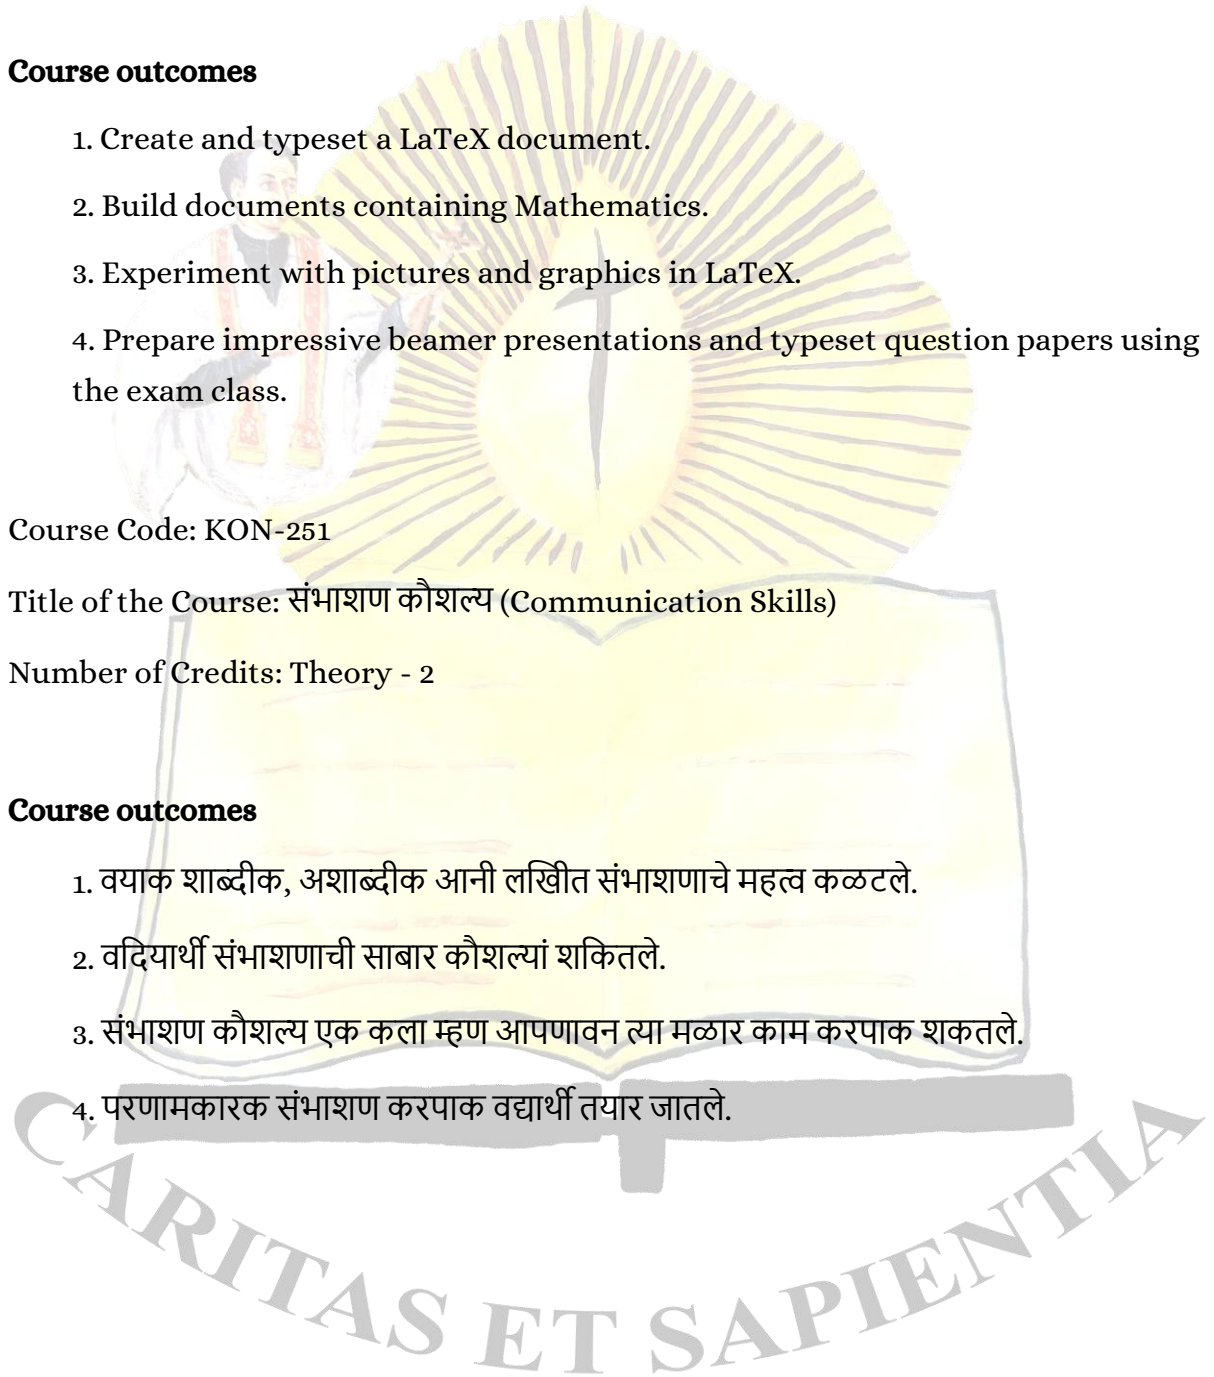 Course outcomes
1. Create and typeset a LaTeX document.
2. Build documents containing Mathematics.
3. Experiment with pictures and graphics in LaTeX.
4. Prepare impressive beamer presentations and typeset question papers using
the exam class.
Course Code: KON-251
Title of the Course: संभाशण कौशल्य (Communication Skills)
Number of Credits: Theory - 2
Course outcomes
1. वयाक शाब्दीक, अशाब्दीक आनी लखिीत संभाशणाचे महत्व कळटले.
2. वदियार्थी संभाशणाची साबार कौशल्यां शकितले.
3. संभाशण कौशल्य एक कला म्हण आपणावन त्या मळार काम करपाक शकतले.
4. परणामकारक संभाशण करपाक वद्यार्थी तयार जातले.
CARITAS ET SAPIENTIA